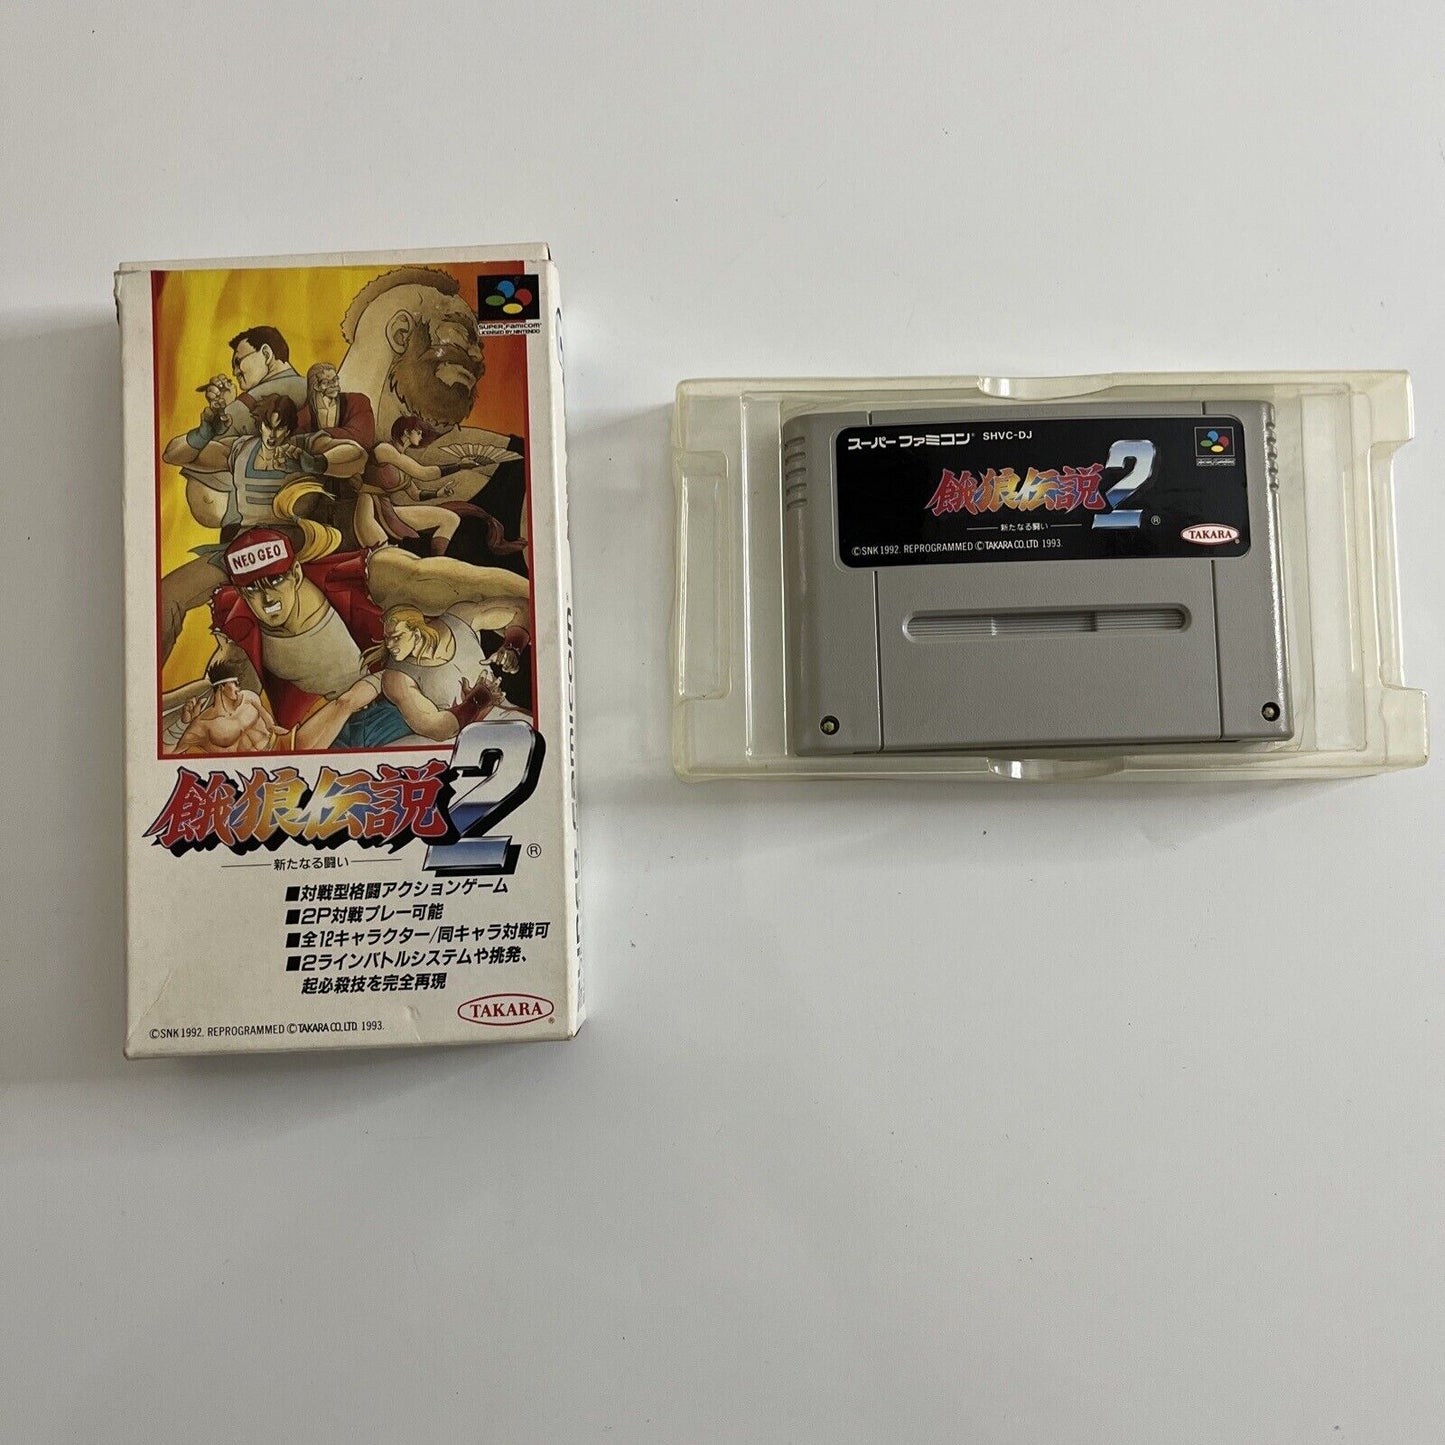 SUPER FAMICOM
LICENSED BY NINTENDO
NEO GEO
餓狼伝説2®
新たなる闘い
■対戦型格闘アクションゲーム
■2P対戦プレー可能
■全12キャラクター/同キャラ対戦可
■2ラインバトルシステムや挑発、
起必殺技を完全再現
TAKARA®
©SNK 1992. REPROGRAMMED ©TAKARA CO.,LTD. 1993.
スーパーファミコン® SHVC-DJ
餓狼伝説2®
新たなる闘い
©SNK 1992. REPROGRAMMED ©TAKARA CO.,LTD. 1993.
TAKARA®